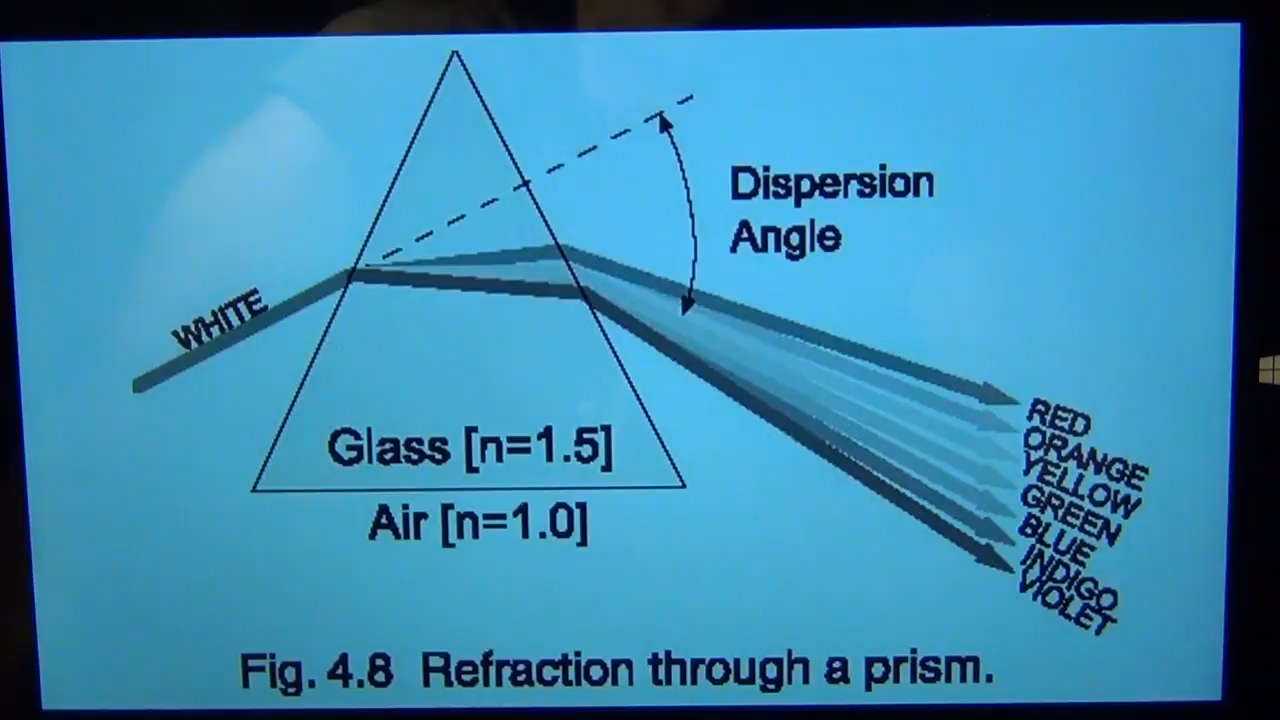 Dispersion
Angle
WHITE
RED
ORANGE
YELLOW
GREEN
BLUE
INDIGO
VIOLET
Glass [n=1.5]
Air [n=1.0]
Fig. 4.8 Refraction through a prism.